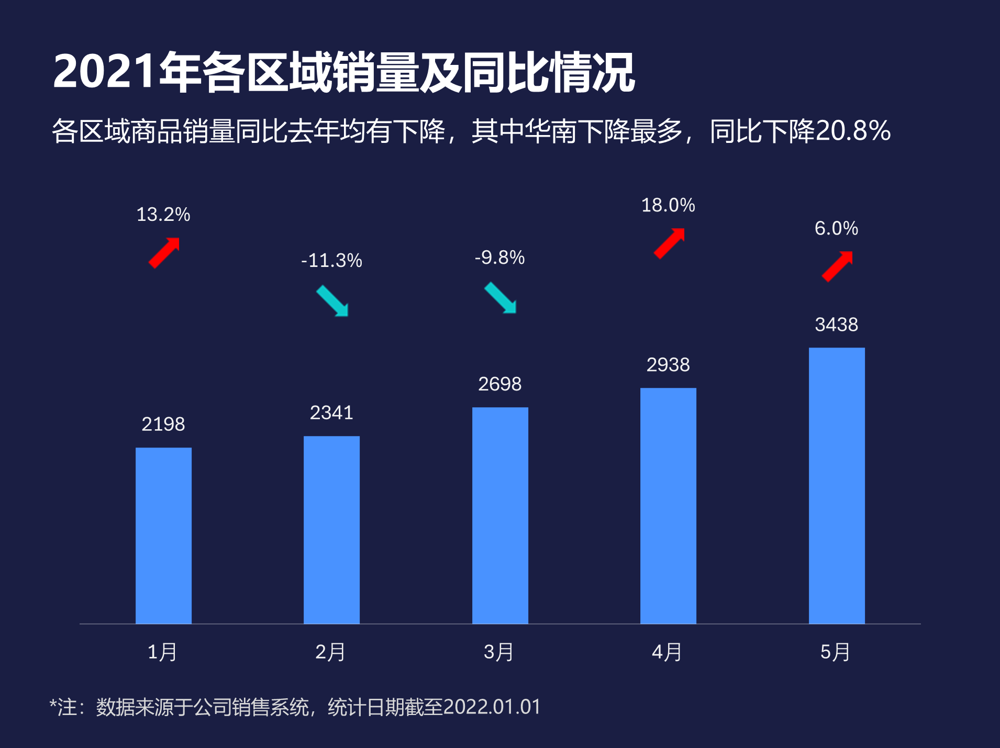 2021年各区域销量及同比情况
各区域商品销量同比去年均有下降，其中华南下降最多，同比下降20.8%
13.2% -11.3% -9.8% 18.0% 6.0%
2198 2341 2698 2938 3438
1月 2月 3月 4月 5月
*注：数据来源于公司销售系统，统计日期截至2022.01.01